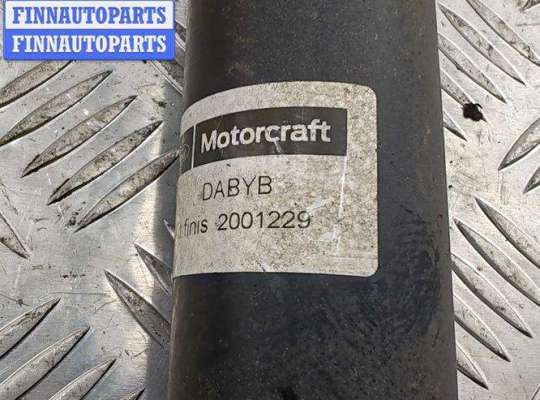 FINNAUTOPARTS
FINNAUTOPARTS
Motorcraft
DABYB
finis 2001229